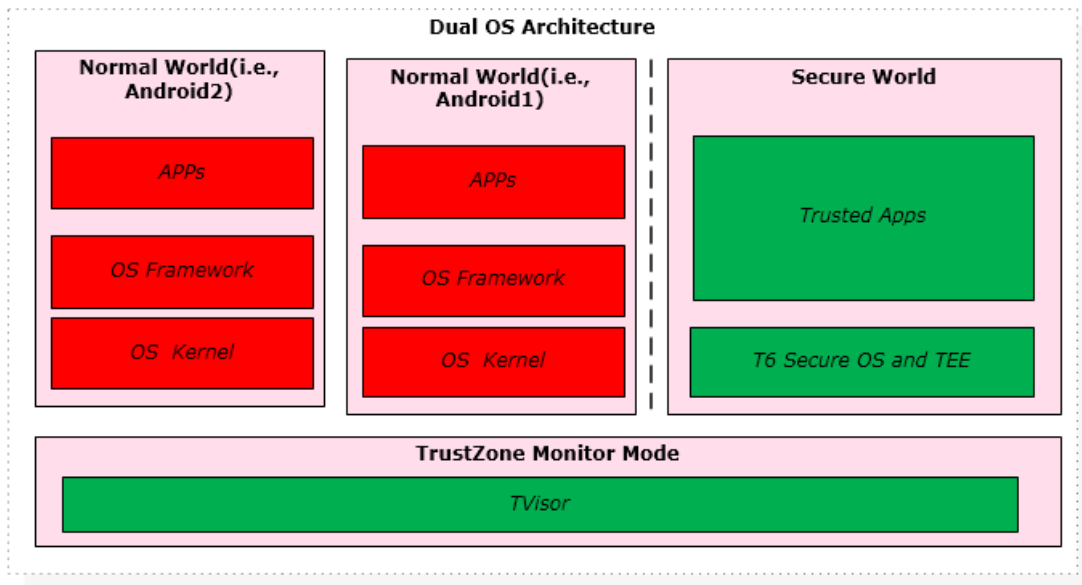 Dual OS Architecture
Normal World(i.e.,
Android2)
APPs
OS Framework
OS  Kernel
Normal World(i.e.,
Android1)
APPs
OS Framework
OS  Kernel
Secure World
Trusted Apps
T6 Secure OS and TEE
TrustZone Monitor Mode
TVisor